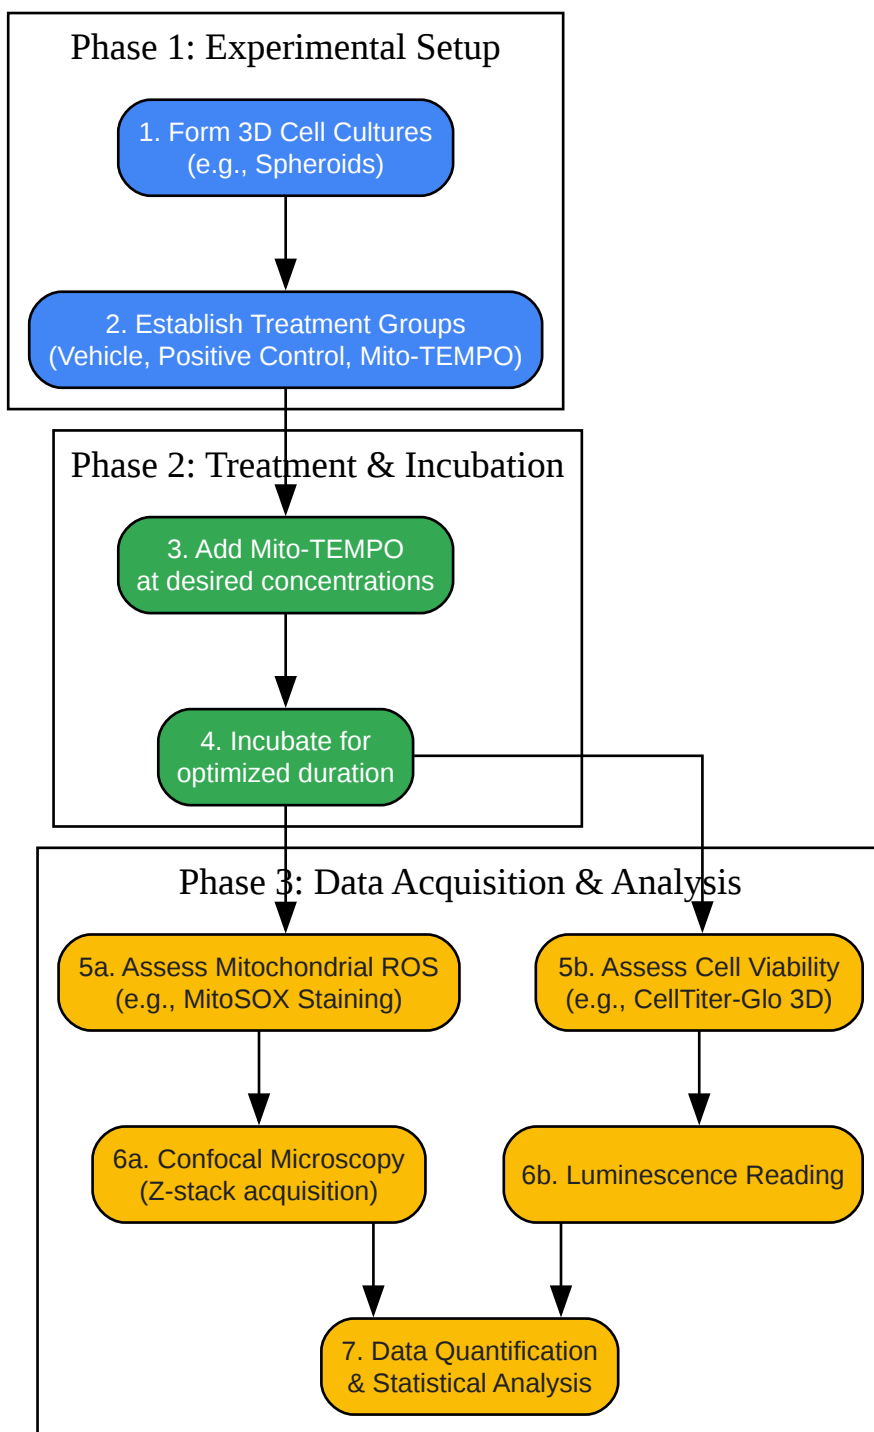 Phase 1: Experimental Setup
1. Form 3D Cell Cultures
(e.g., Spheroids)
2. Establish Treatment Groups
(Vehicle, Positive Control, Mito-TEMPO)
Phase 2: Treatment & Incubation
3. Add Mito-TEMPO
at desired concentrations
4. Incubate for
optimized duration
Phase 3: Data Acquisition & Analysis
5a. Assess Mitochondrial ROS
(e.g., MitoSOX Staining)
5b. Assess Cell Viability
(e.g., CellTiter-Glo 3D)
6a. Confocal Microscopy
(Z-stack acquisition)
6b. Luminescence Reading
7. Data Quantification
& Statistical Analysis